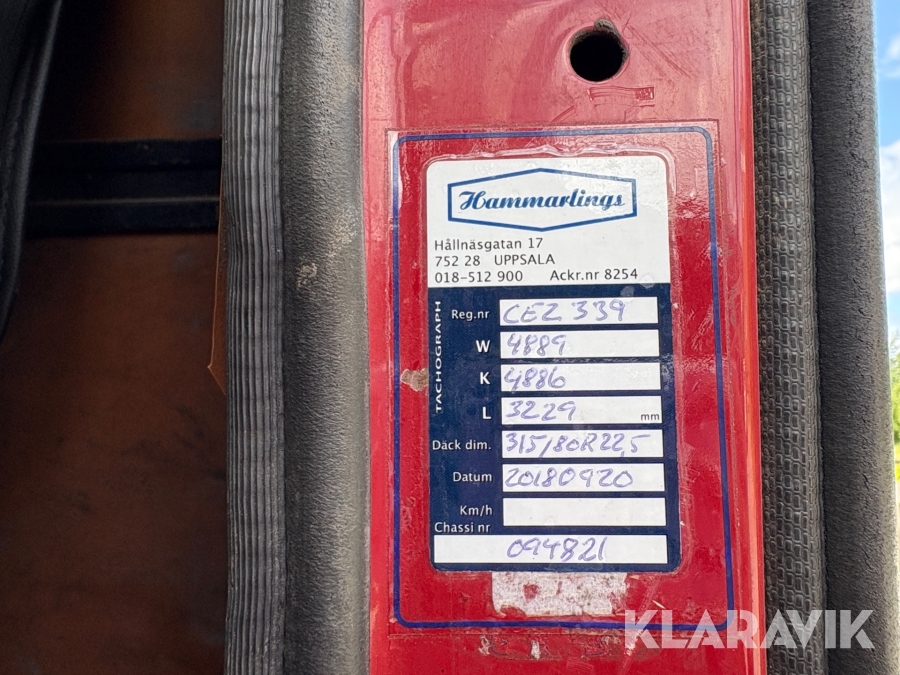 Hammarlings
Hållnäsgatan 17
752 28 UPPSALA
018-512 900 Ackr.nr 8254
TACHOGRAPH
Reg.nr CEZ 339
W 4889
K 4886
L 3229 mm
Däck dim. 315/80R22,5
Datum 20180920
Km/h
Chassi nr
094821
KLARAVIK